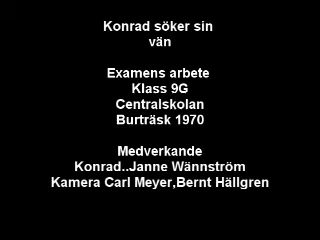 Konrad söker sin
vän
Examens arbete
Klass 9G
Centralskolan
Burträsk 1970
Medverkande
Konrad..Janne Wännström
Kamera Carl Meyer,Bernt Hällgren